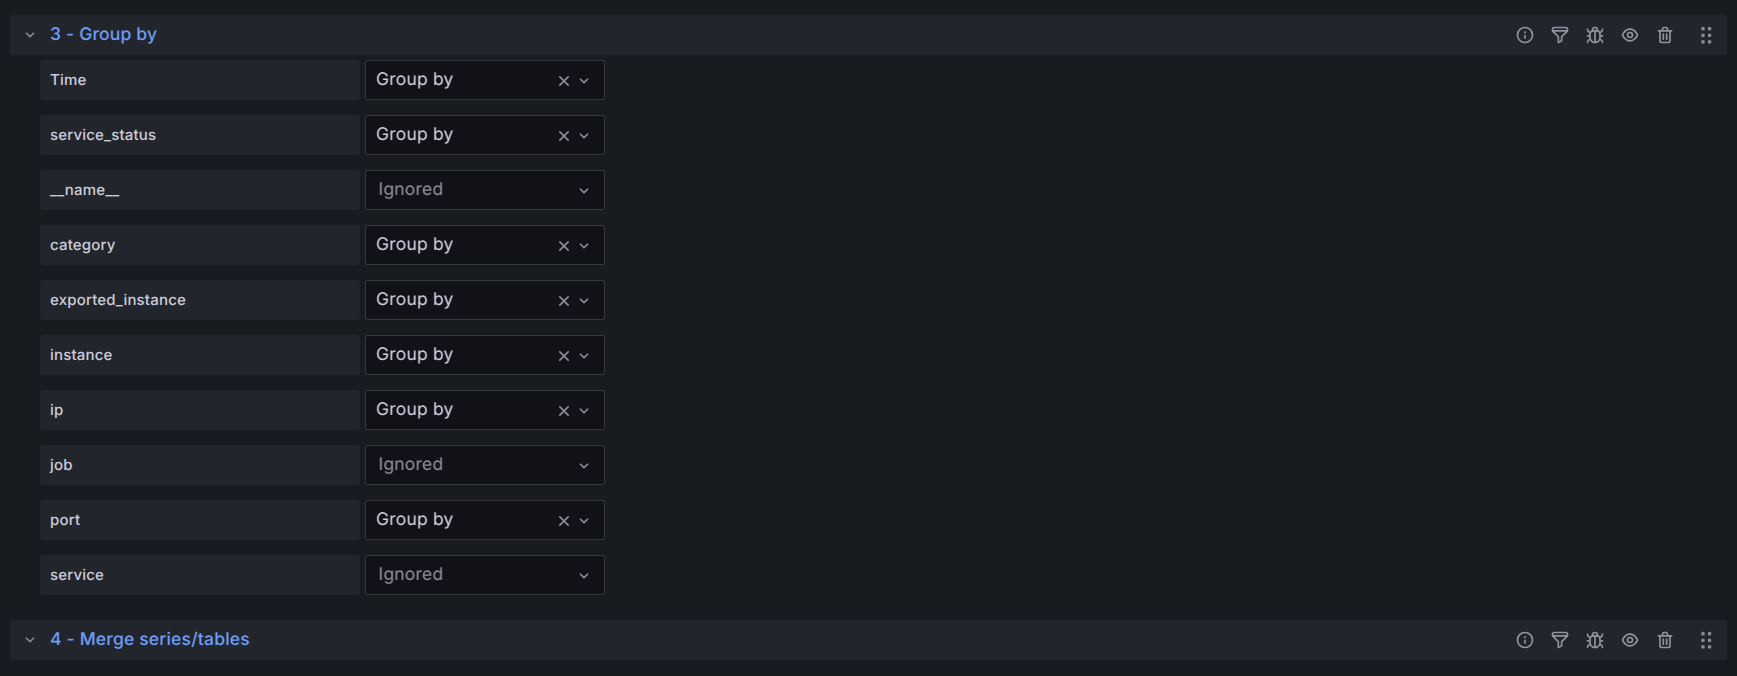 3 - Group by
Time Group by
service_status Group by
__name__ Ignored
category Group by
exported_instance Group by
instance Group by
ip Group by
job Ignored
port Group by
service Ignored
4 - Merge series/tables